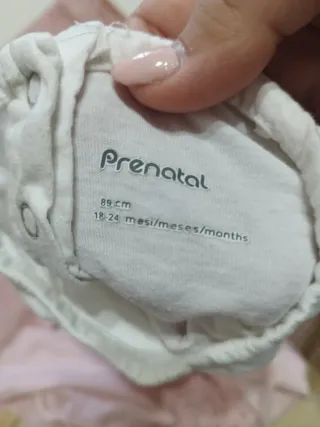 Prenatal
89 cm
18-24 mesi/meses/months